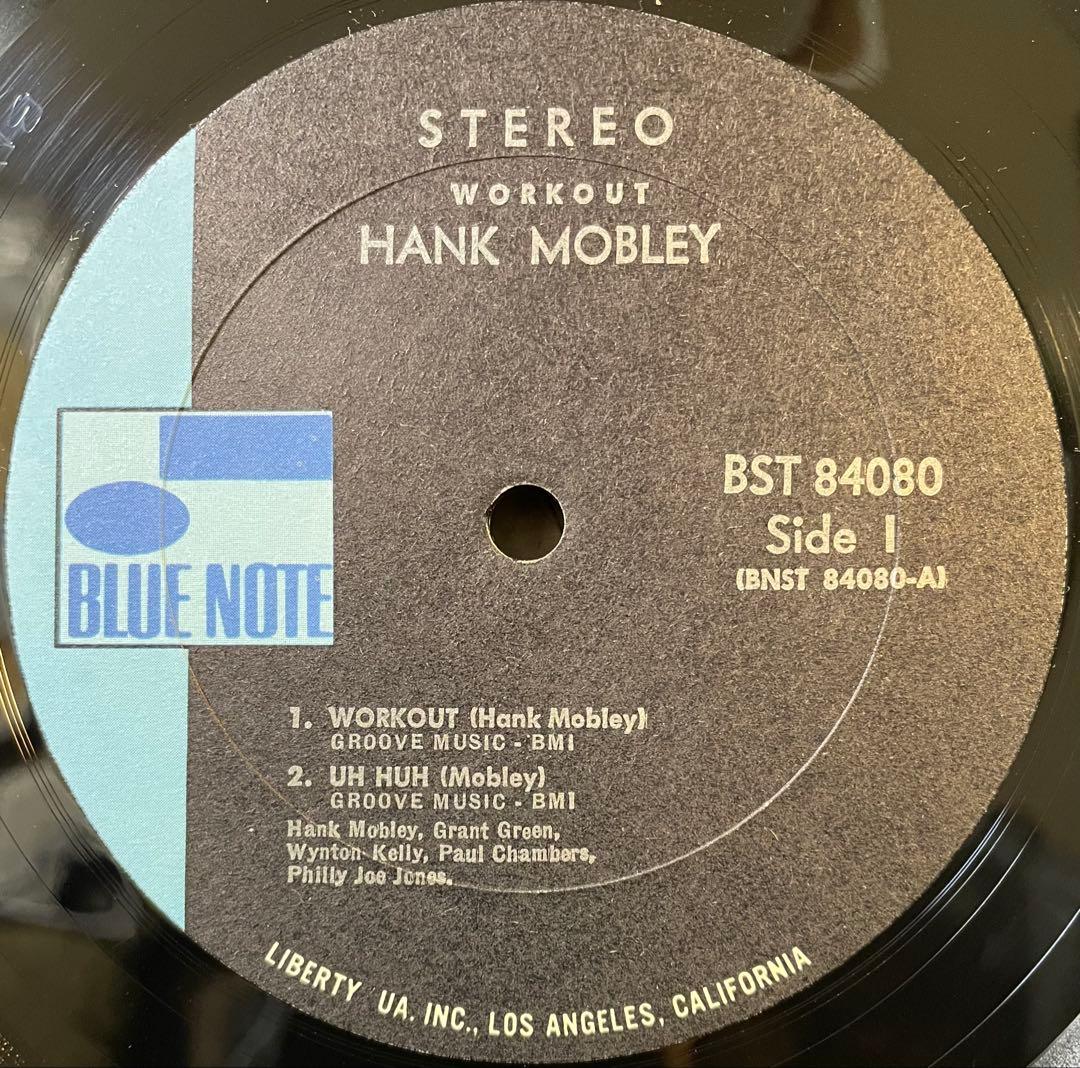 STEREO
WORKOUT
HANK MOBLEY
BST 84080
Side 1
(BNST 84080-A)
BLUE NOTE
1. WORKOUT (Hank Mobley)
GROOVE MUSIC - BMI
2. UH HUH (Mobley)
GROOVE MUSIC - BMI
Hank Mobley, Grant Green,
Wynton Kelly, Paul Chambers,
Philly Joe Jones.
LIBERTY UA. INC., LOS ANGELES, CALIFORNIA